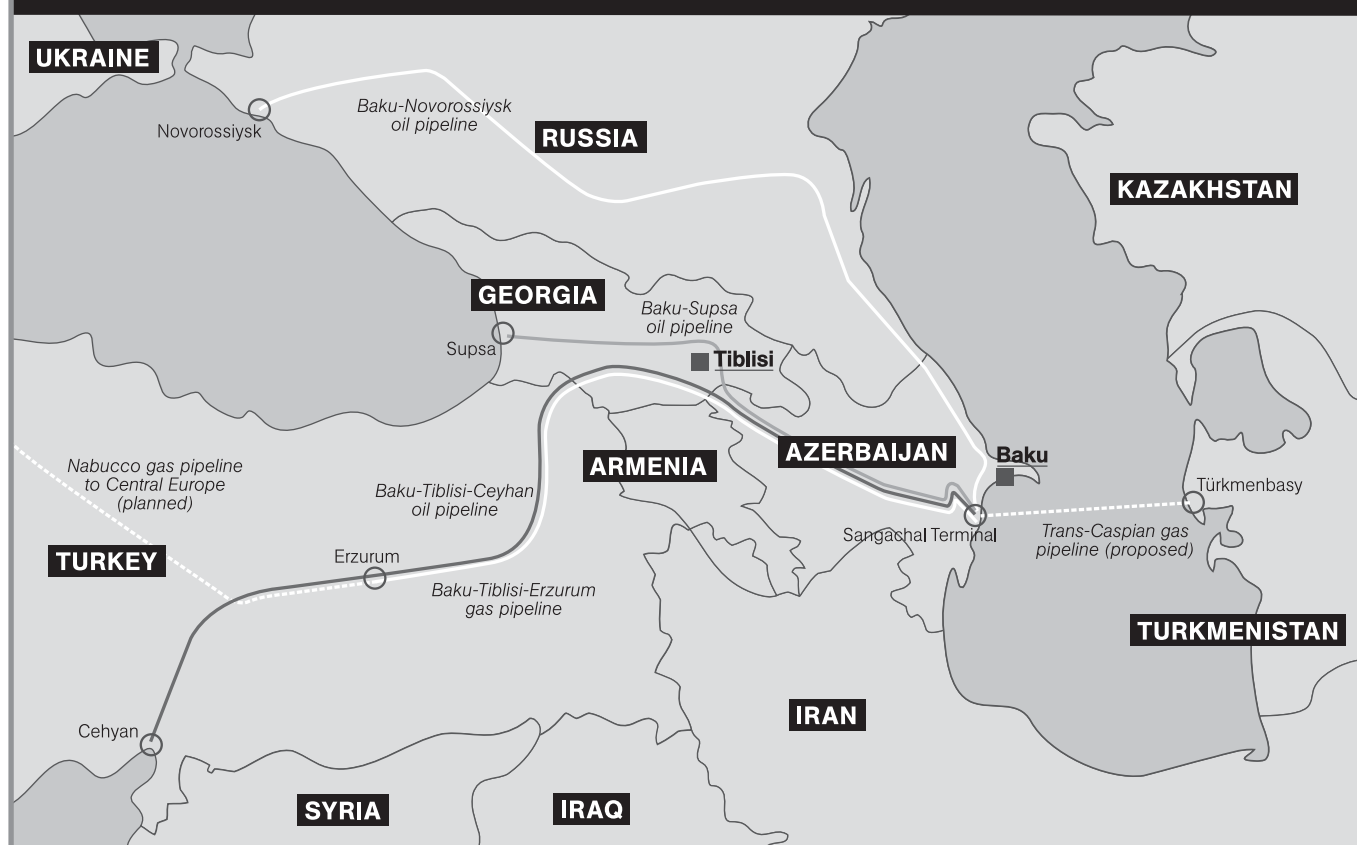 UKRAINE
Novorossiysk
Baku-Novorossiysk
oil pipeline
RUSSIA
KAZAKHSTAN
GEORGIA
Baku-Supsa
oil pipeline
Supsa
Tiblisi
Nabucco gas pipeline
to Central Europe
(planned)
Baku-Tiblisi-Ceyhan
oil pipeline
ARMENIA
AZERBAIJAN
Baku
Türkmenbasy
Sangachal Terminal
Trans-Caspian gas
pipeline (proposed)
TURKEY
Erzurum
Baku-Tiblisi-Erzurum
gas pipeline
TURKMENISTAN
Cehyan
IRAN
SYRIA
IRAQ